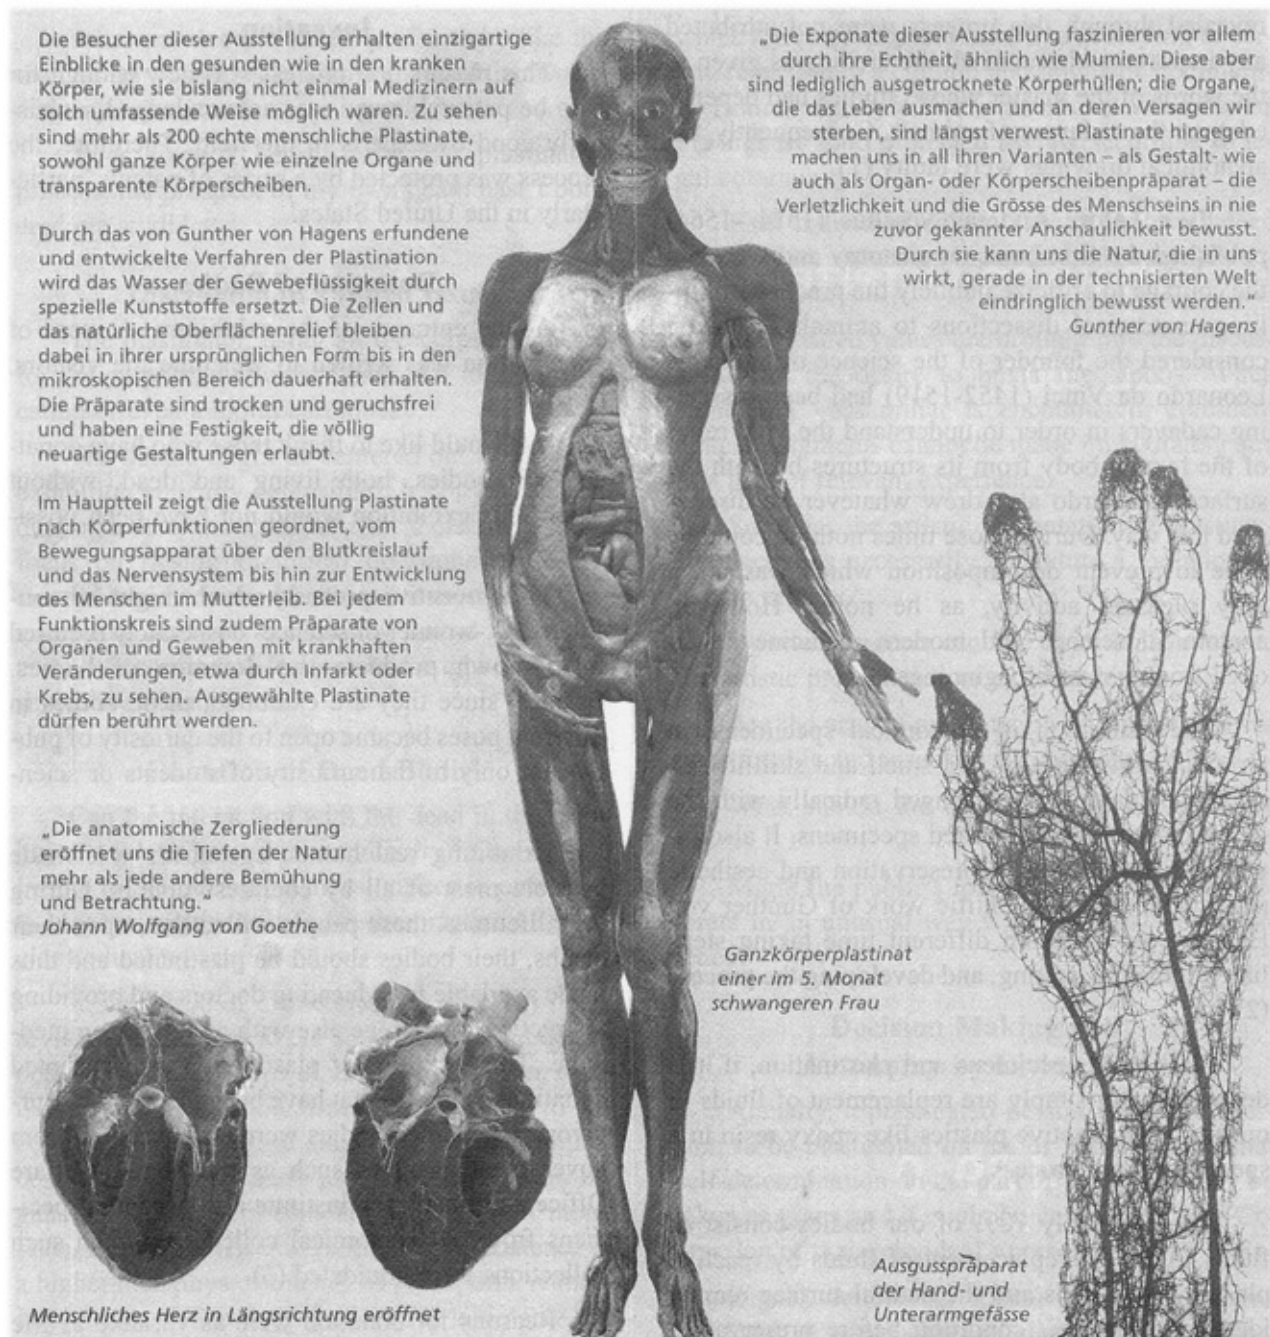 Die Besucher dieser Ausstellung erhalten einzigartige
Einblicke in den gesunden wie in den kranken
Körper, wie sie bislang nicht einmal Medizinern auf
solch umfassende Weise möglich waren. Zu sehen
sind mehr als 200 echte menschliche Plastinate,
sowohl ganze Körper wie einzelne Organe und
transparente Körperscheiben.
Durch das von Gunther von Hagens erfundene
und entwickelte Verfahren der Plastination
wird das Wasser der Gewebeflüssigkeit durch
spezielle Kunststoffe ersetzt. Die Zellen und
das natürliche Oberflächenrelief bleiben
dabei in ihrer ursprünglichen Form bis in den
mikroskopischen Bereich dauerhaft erhalten.
Die Präparate sind trocken und geruchsfrei
und haben eine Festigkeit, die völlig
neuartige Gestaltungen erlaubt.
Im Hauptteil zeigt die Ausstellung Plastinate
nach Körperfunktionen geordnet, vom
Bewegungsapparat über den Blutkreislauf
und das Nervensystem bis hin zur Entwicklung
des Menschen im Mutterleib. Bei jedem
Funktionskreis sind zudem Präparate von
Organen und Geweben mit krankhaften
Veränderungen, etwa durch Infarkt oder
Krebs, zu sehen. Ausgewählte Plastinate
dürfen berührt werden.
„Die anatomische Zergliederung
eröffnet uns die Tiefen der Natur
mehr als jede andere Bemühung
und Betrachtung.“
Johann Wolfgang von Goethe
Menschliches Herz in Längsrichtung eröffnet
„Die Exponate dieser Ausstellung faszinieren vor allem
durch ihre Echtheit, ähnlich wie Mumien. Diese aber
sind lediglich ausgetrocknete Körperhüllen; die Organe,
die das Leben ausmachen und an deren Versagen wir
sterben, sind längst verwest. Plastinate hingegen
machen uns in all ihren Varianten – als Gestalt- wie
auch als Organ- oder Körperscheibenpräparat – die
Verletzlichkeit und die Grösse des Menschseins in nie
zuvor gekannter Anschaulichkeit bewusst.
Durch sie kann uns die Natur, die in uns
wirkt, gerade in der technisierten Welt
eindringlich bewusst werden.“
Gunther von Hagens
Ganzkörperplastinat
einer im 5. Monat
schwangeren Frau
Ausgusspräparat
der Hand- und
Unterarmgefässe